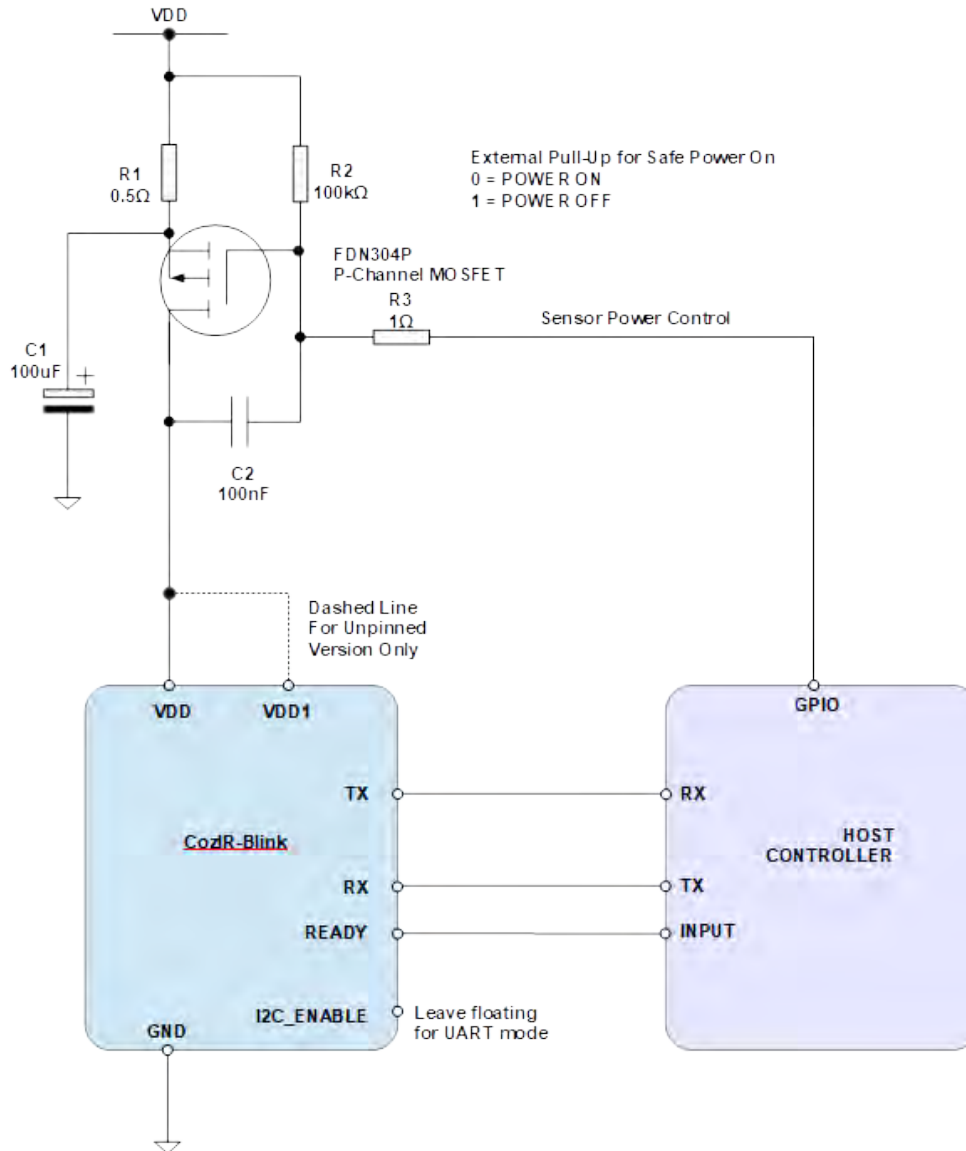 VDD
R1
0.5Ω
R2
100kΩ
External Pull-Up for Safe Power On
0 = POWER ON
1 = POWER OFF
FDN304P
P-Channel MOSFET
R3
1Ω
Sensor Power Control
C1
100uF
+
C2
100nF
Dashed Line
For Unpinned
Version Only
VDD
VDD1
GPIO
TX
RX
CozIR-Blink
HOST
CONTROLLER
RX
TX
READY
INPUT
I2C_ENABLE
Leave floating
for UART mode
GND